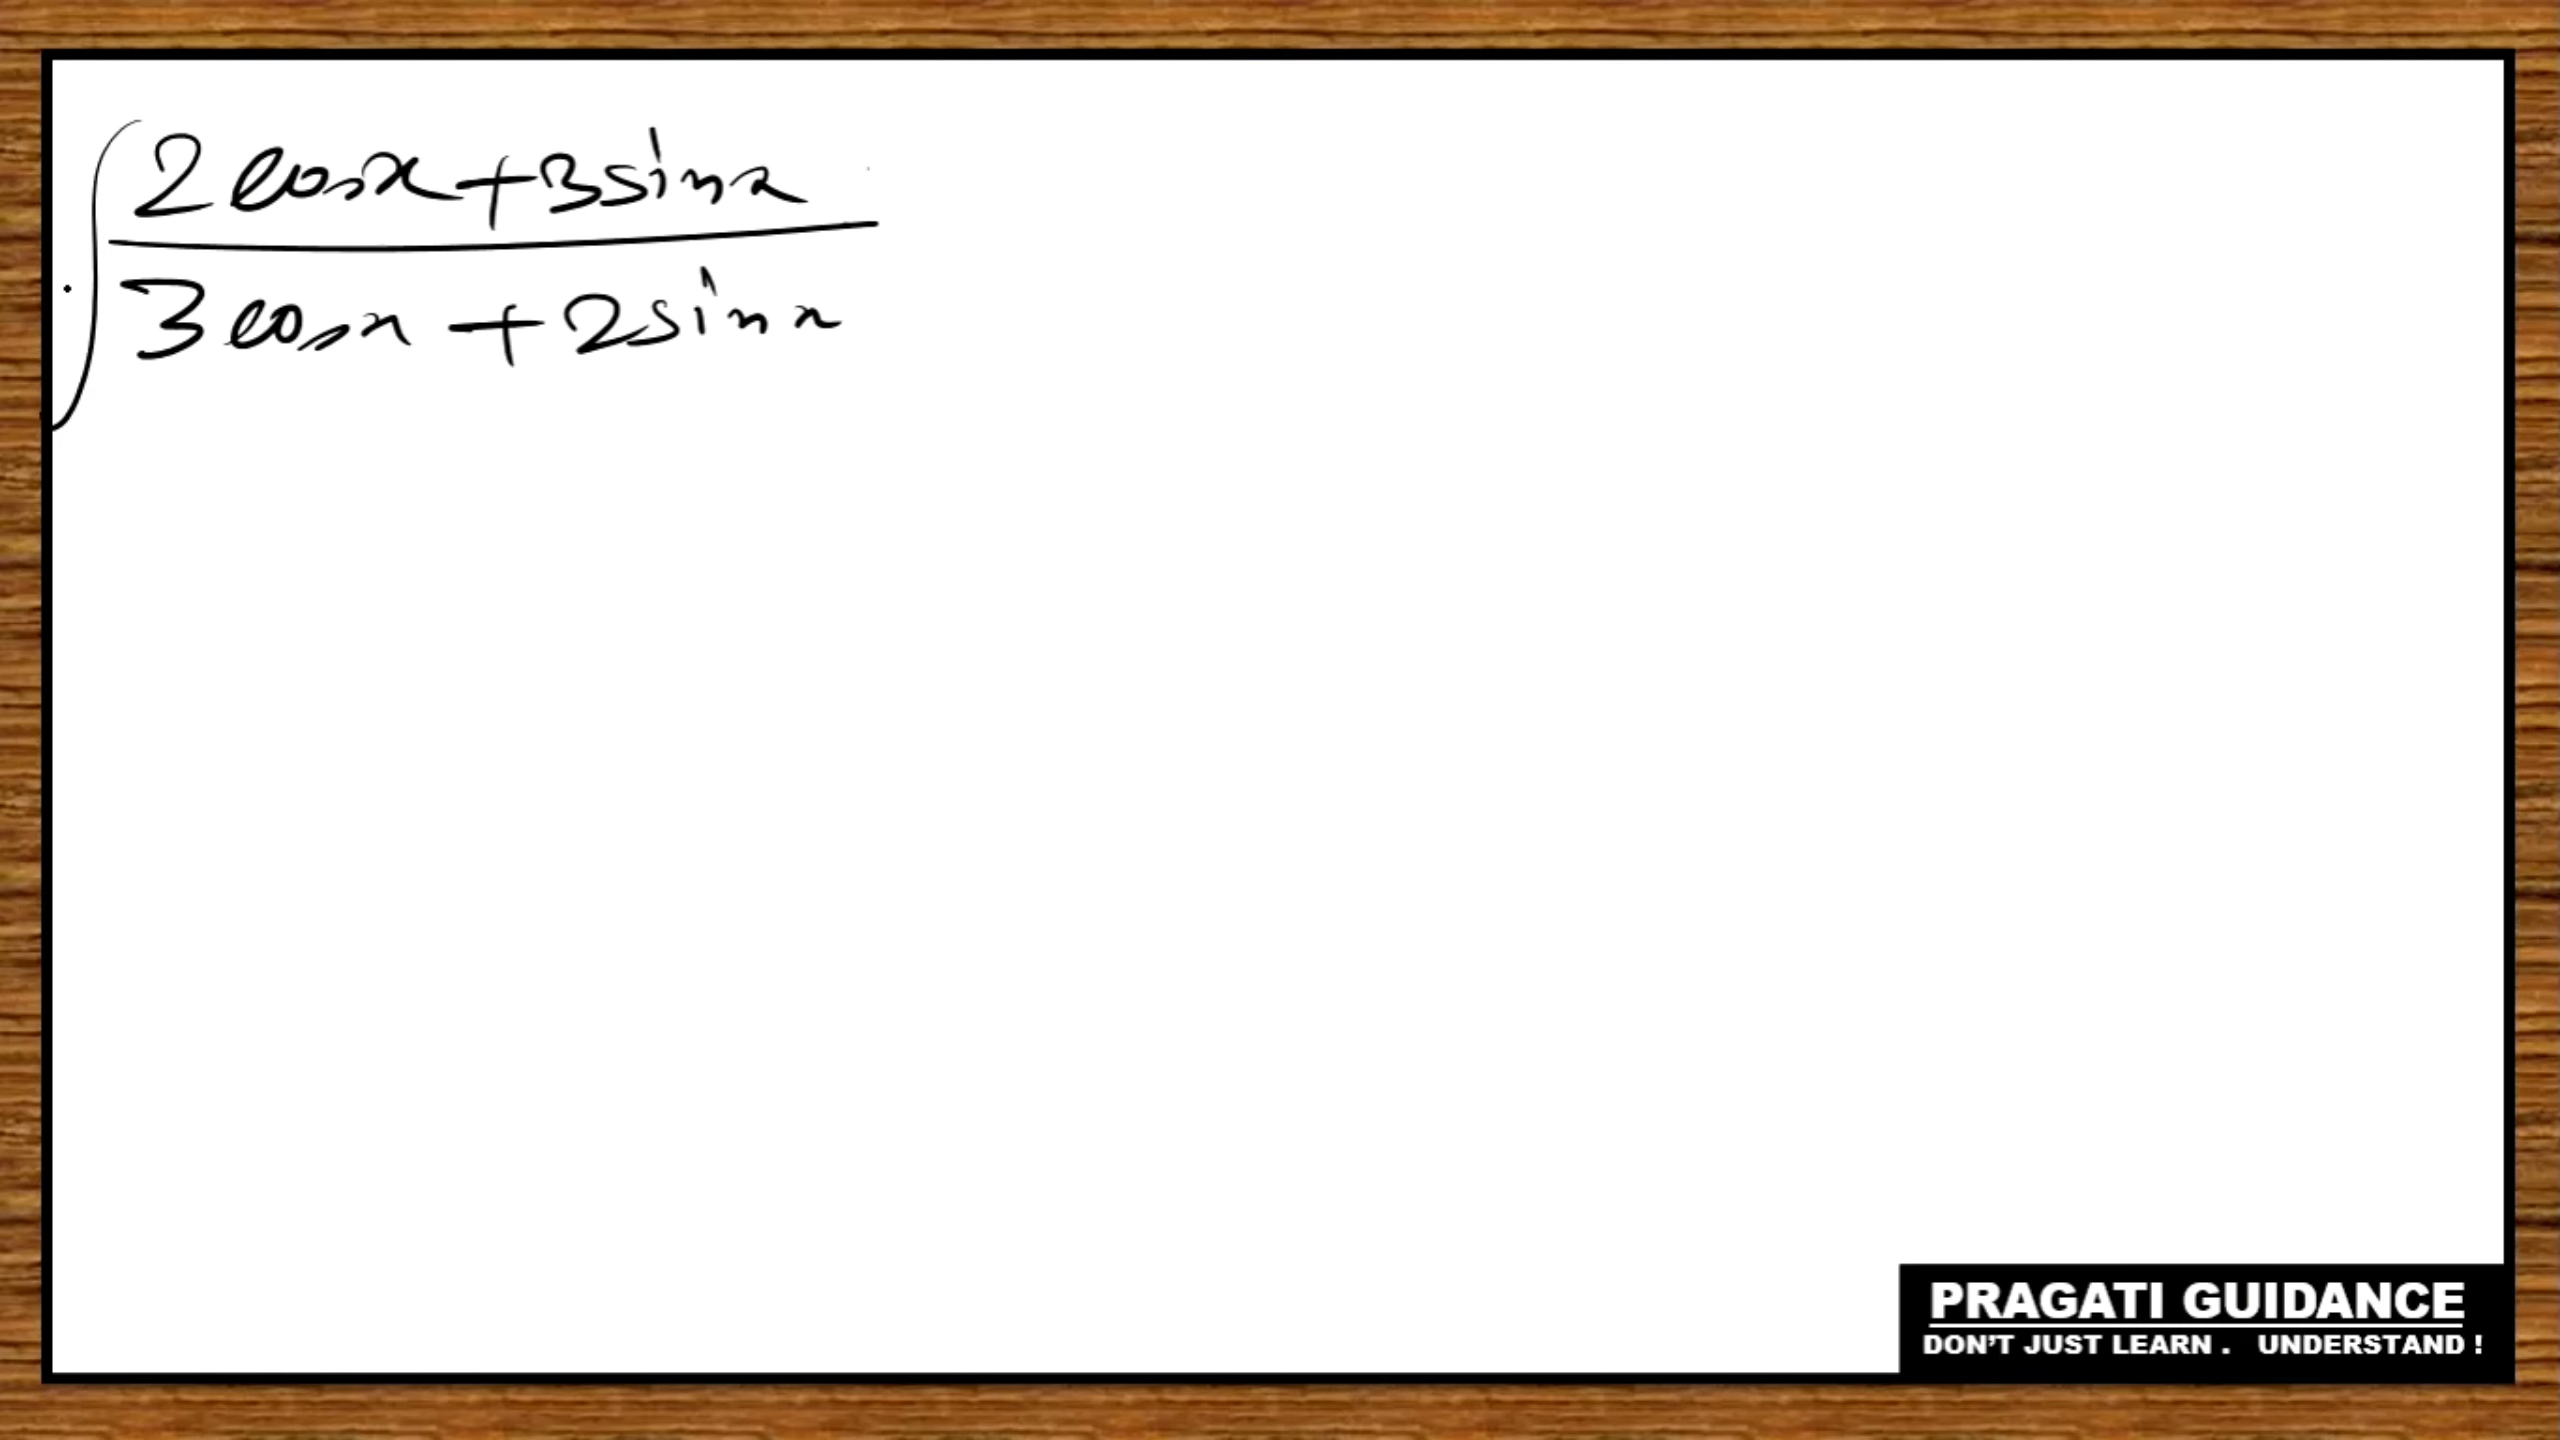 ∫ 2cosx+3sinx
3cosx + 2sinx
PRAGATI GUIDANCE
DON'T JUST LEARN . UNDERSTAND !